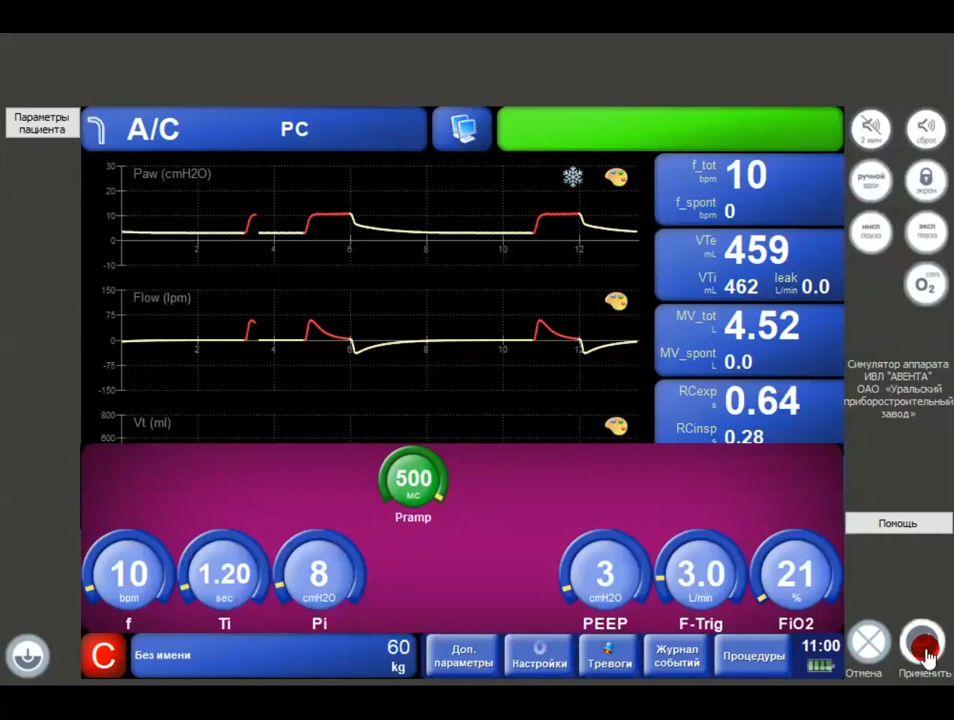 Параметры
пациента
A/C
PC
2 мин
сброс
ручной
вдох
экран
инсп
пауза
эксп
пауза
100%
O2
Paw (cmH2O)
30
20
10
0
-10
2
6
8
10
12
Flow (lpm)
150
75
0
-75
-150
2
6
8
10
12
Vt (ml)
800
600
f_tot
bpm
10
f_spont
bpm
0
VTe
mL
459
VTi
mL
462
leak
L/min
0.0
MV_tot
L
4.52
MV_spont
L
0.0
RCexp
s
0.64
RCinsp
s
0.28
Симулятор аппарата
ИВЛ "АВЕНТА"
ОАО «Уральский
приборостроительный
завод»
500
мс
Pramp
10
bpm
f
1.20
sec
Ti
8
cmH2O
Pi
3
cmH2O
PEEP
3.0
L/min
F-Trig
21
%
FiO2
Помощь
C
Без имени
60
kg
Доп.
параметры
Настройки
Тревоги
Журнал
событий
Процедуры
11:00
Отмена
Применить